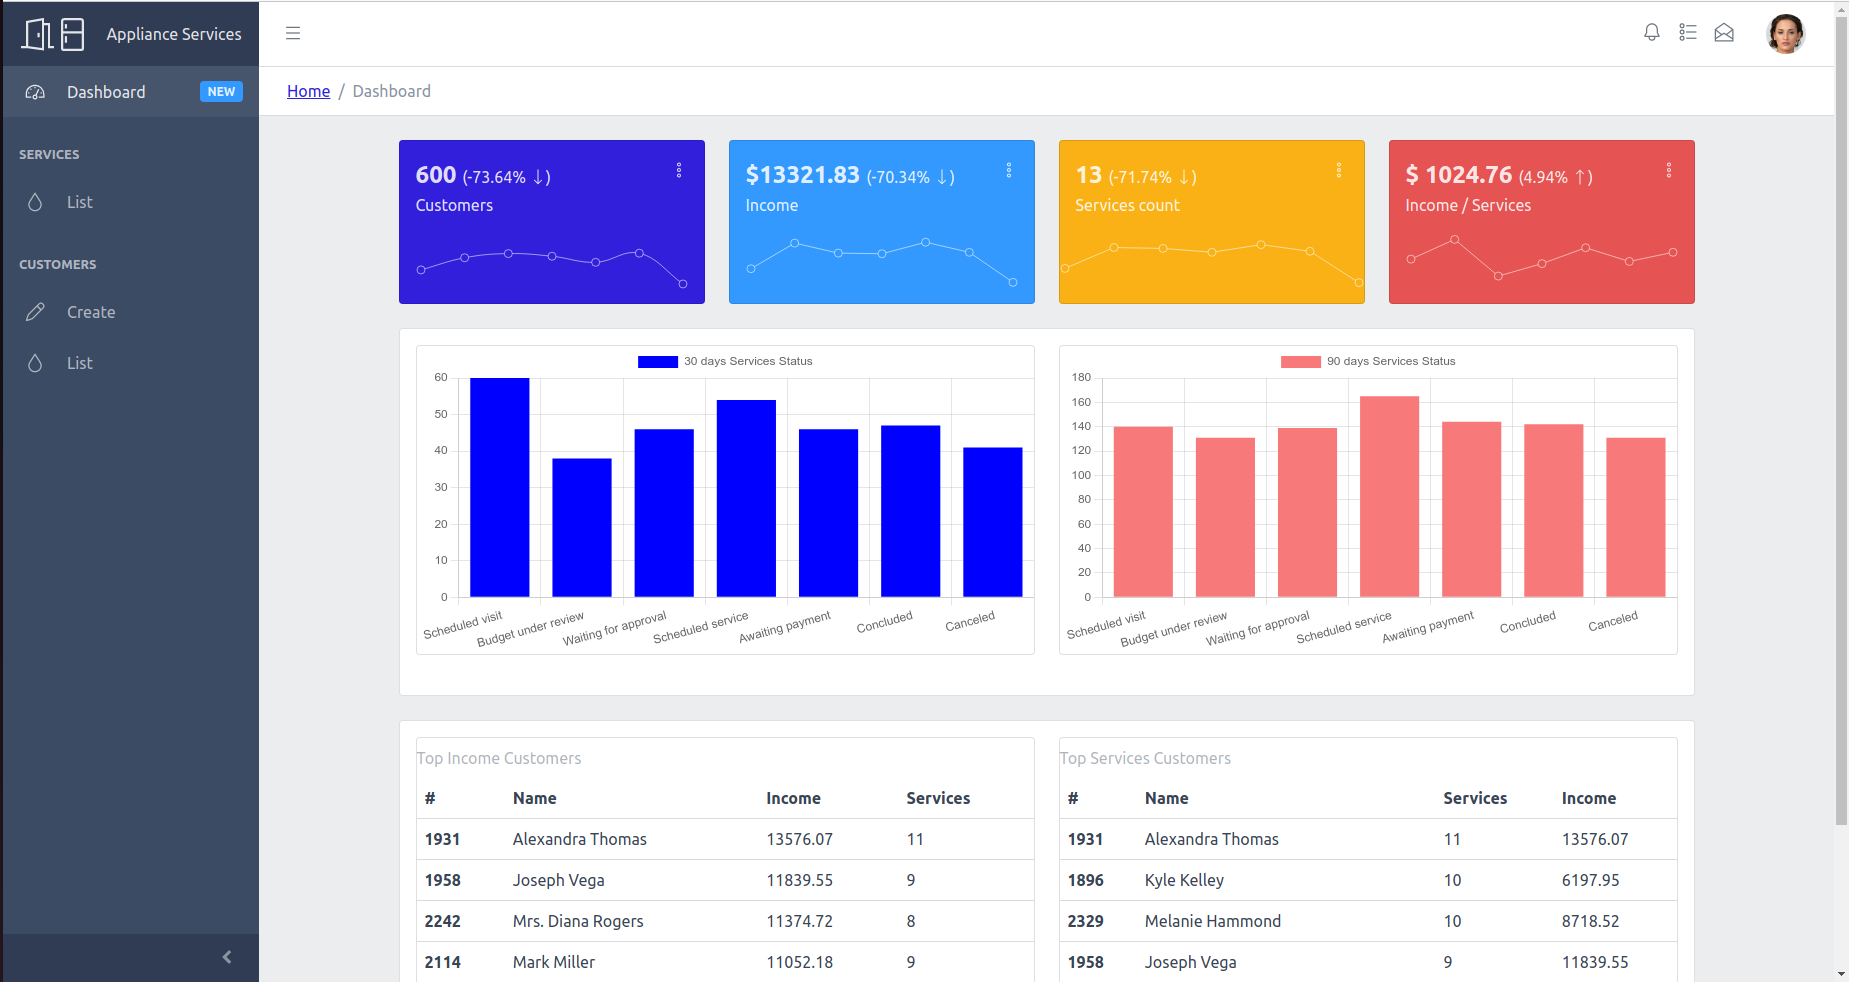 Appliance Services
Dashboard NEW
SERVICES
List
CUSTOMERS
Create
List
Home / Dashboard
600 (-73.64% ↓)
Customers
$13321.83 (-70.34% ↓)
Income
13 (-71.74% ↓)
Services count
$ 1024.76 (4.94% ↑)
Income / Services
30 days Services Status
60
50
40
30
20
10
0
Scheduled visit
Budget under review
Waiting for approval
Scheduled service
Awaiting payment
Concluded
Canceled
90 days Services Status
180
160
140
120
100
80
60
40
20
0
Scheduled visit
Budget under review
Waiting for approval
Scheduled service
Awaiting payment
Concluded
Canceled
Top Income Customers
# Name Income Services
1931 Alexandra Thomas 13576.07 11
1958 Joseph Vega 11839.55 9
2242 Mrs. Diana Rogers 11374.72 8
2114 Mark Miller 11052.18 9
Top Services Customers
# Name Services Income
1931 Alexandra Thomas 11 13576.07
1896 Kyle Kelley 10 6197.95
2329 Melanie Hammond 10 8718.52
1958 Joseph Vega 9 11839.55